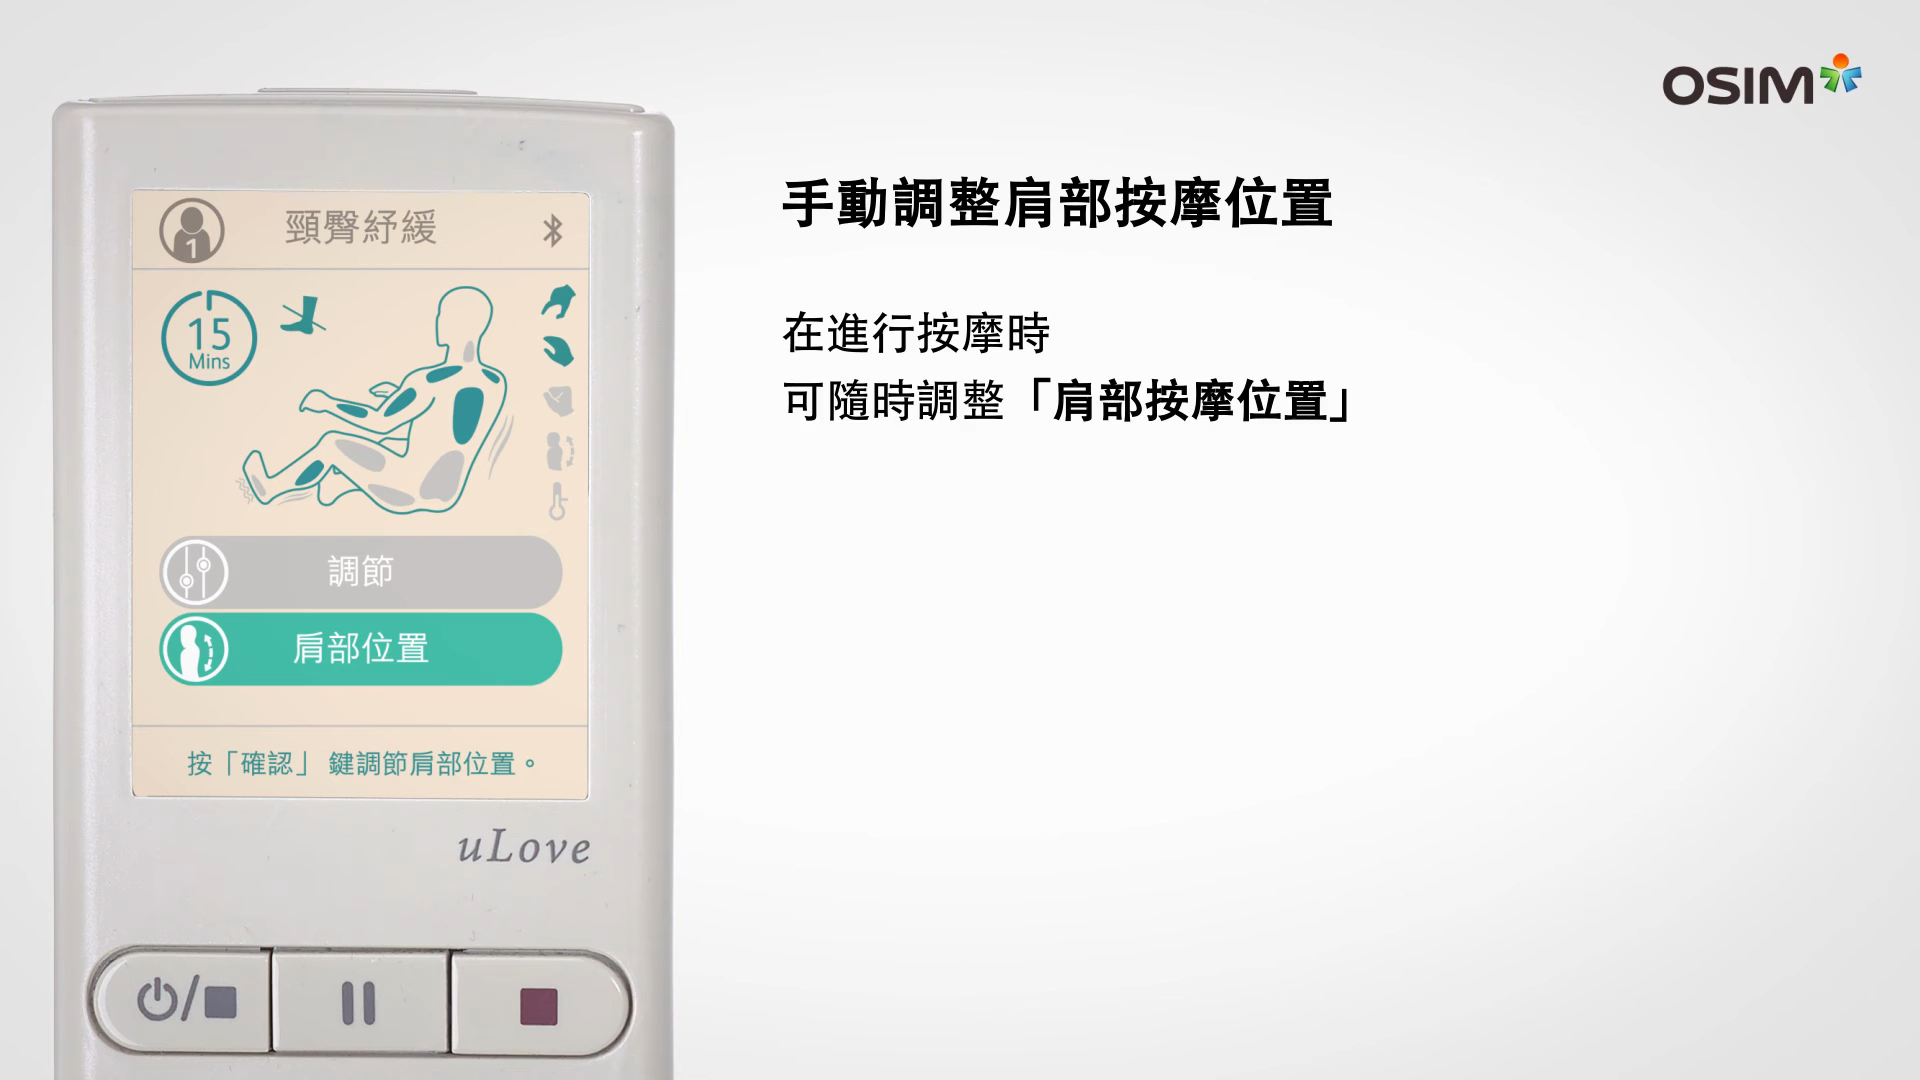 OSIM
手動調整肩部按摩位置
在進行按摩時
可隨時調整「肩部按摩位置」
1
頸臀紓緩
15
Mins
調節
肩部位置
按「確認」 鍵調節肩部位置。
uLove